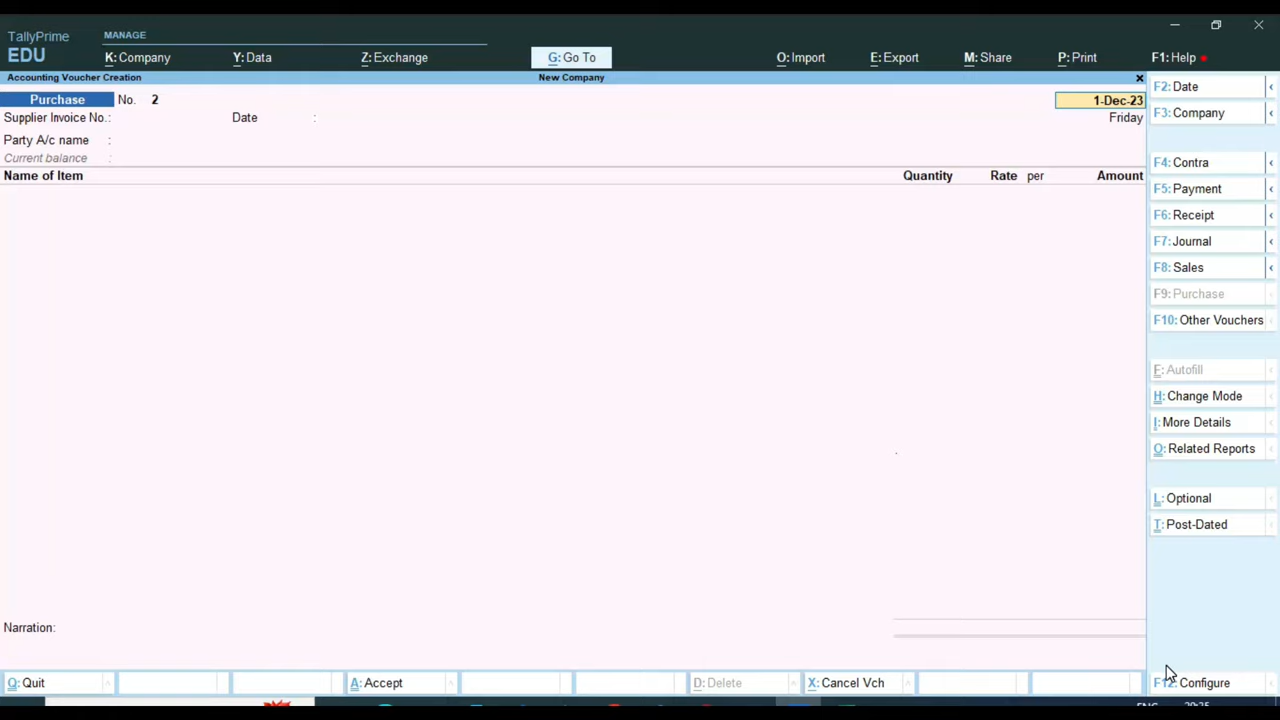 TallyPrime
EDU
MANAGE
K: Company
Y: Data
Z: Exchange
G: Go To
O: Import
E: Export
M: Share
P: Print
F1: Help
Accounting Voucher Creation
New Company
×
Purchase No. 2
1-Dec-23
Supplier Invoice No.: Date :
Friday
Party A/c name :
Current balance :
Name of Item
Quantity Rate per Amount
Narration:
F2: Date
F3: Company
F4: Contra
F5: Payment
F6: Receipt
F7: Journal
F8: Sales
F9: Purchase
F10: Other Vouchers
F: Autofill
H: Change Mode
I: More Details
O: Related Reports
L: Optional
T: Post-Dated
F12: Configure
Q: Quit
A: Accept
D: Delete
X: Cancel Vch